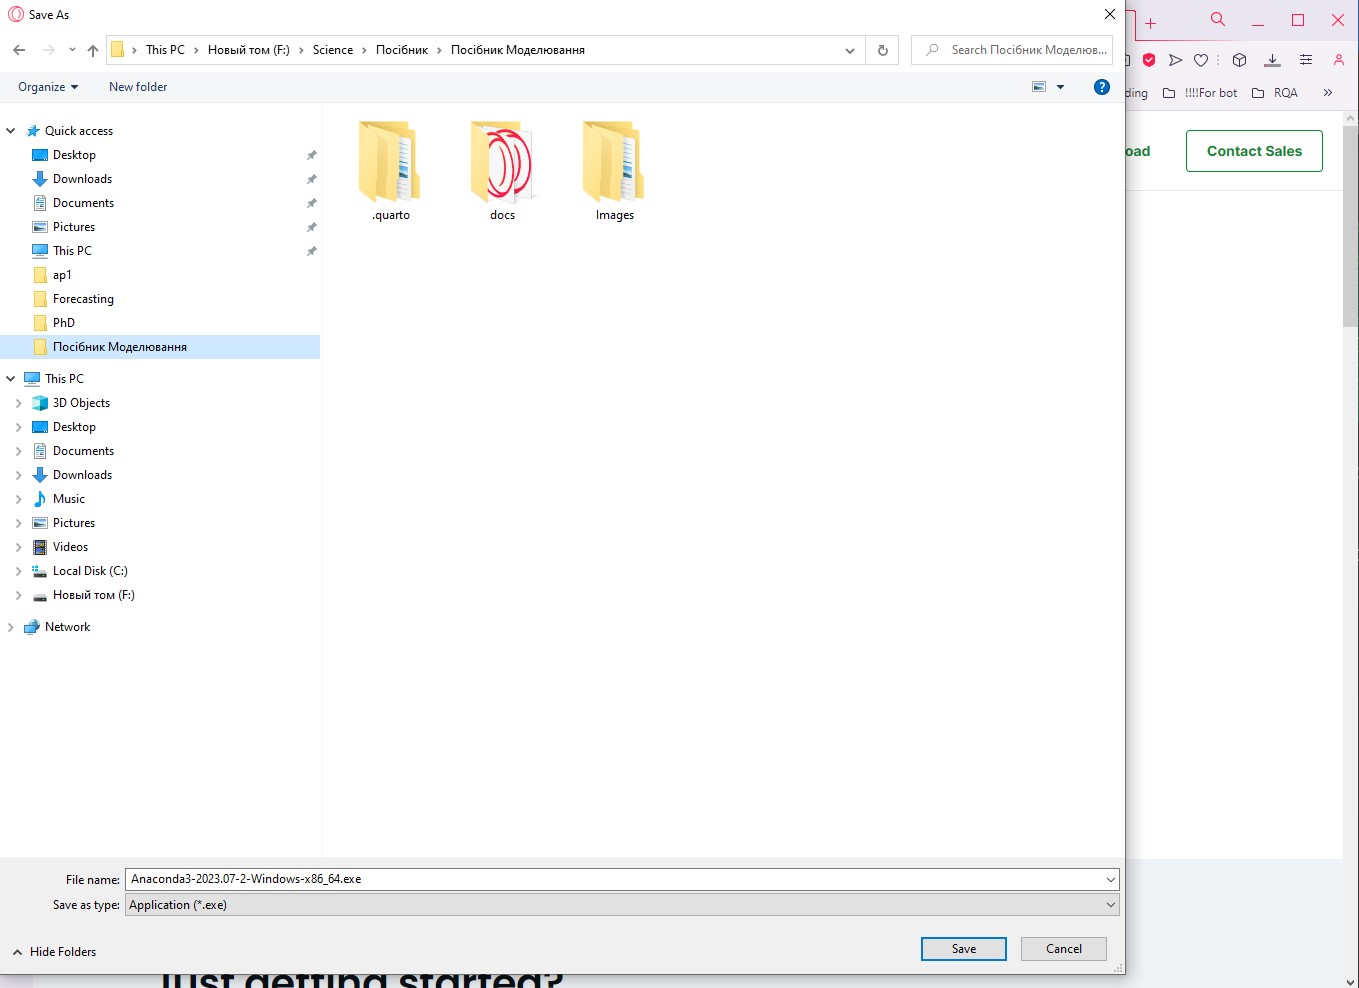 Save As
This PC › Новый том (F:) › Science › Посібник › Посібник Моделювання
Search Посібник Моделюв...
Organize
New folder
Quick access
Desktop
Downloads
Documents
Pictures
This PC
ap1
Forecasting
PhD
Посібник Моделювання
This PC
3D Objects
Desktop
Documents
Downloads
Music
Pictures
Videos
Local Disk (C:)
Новый том (F:)
Network
.quarto
docs
Images
File name: Anaconda3-2023.07-2-Windows-x86_64.exe
Save as type: Application (*.exe)
Hide Folders
Save
Cancel
ding
!!!!For bot
RQA
oad
Contact Sales
Just getting started?